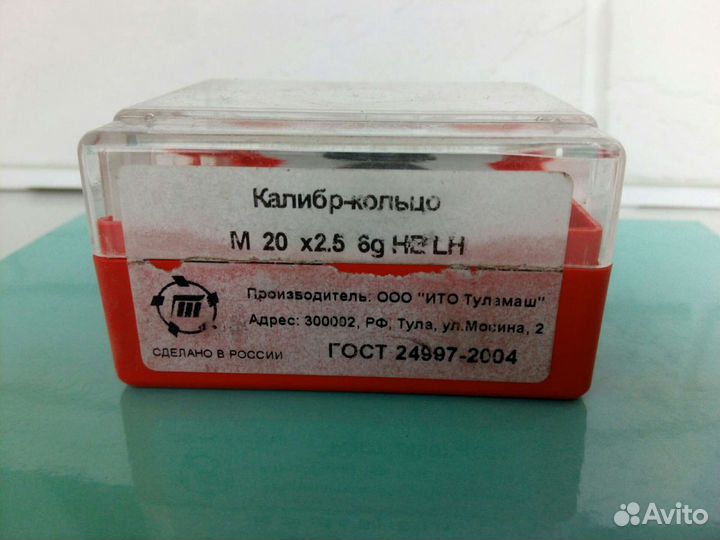 Калибр-кольцо
М 20 х2.5 6g НЕ LH
Производитель: ООО "ИТО Туламаш"
Адрес: 300002, РФ, Тула, ул.Мосина, 2
СДЕЛАНО В РОССИИ
ГОСТ 24997-2004
Avito